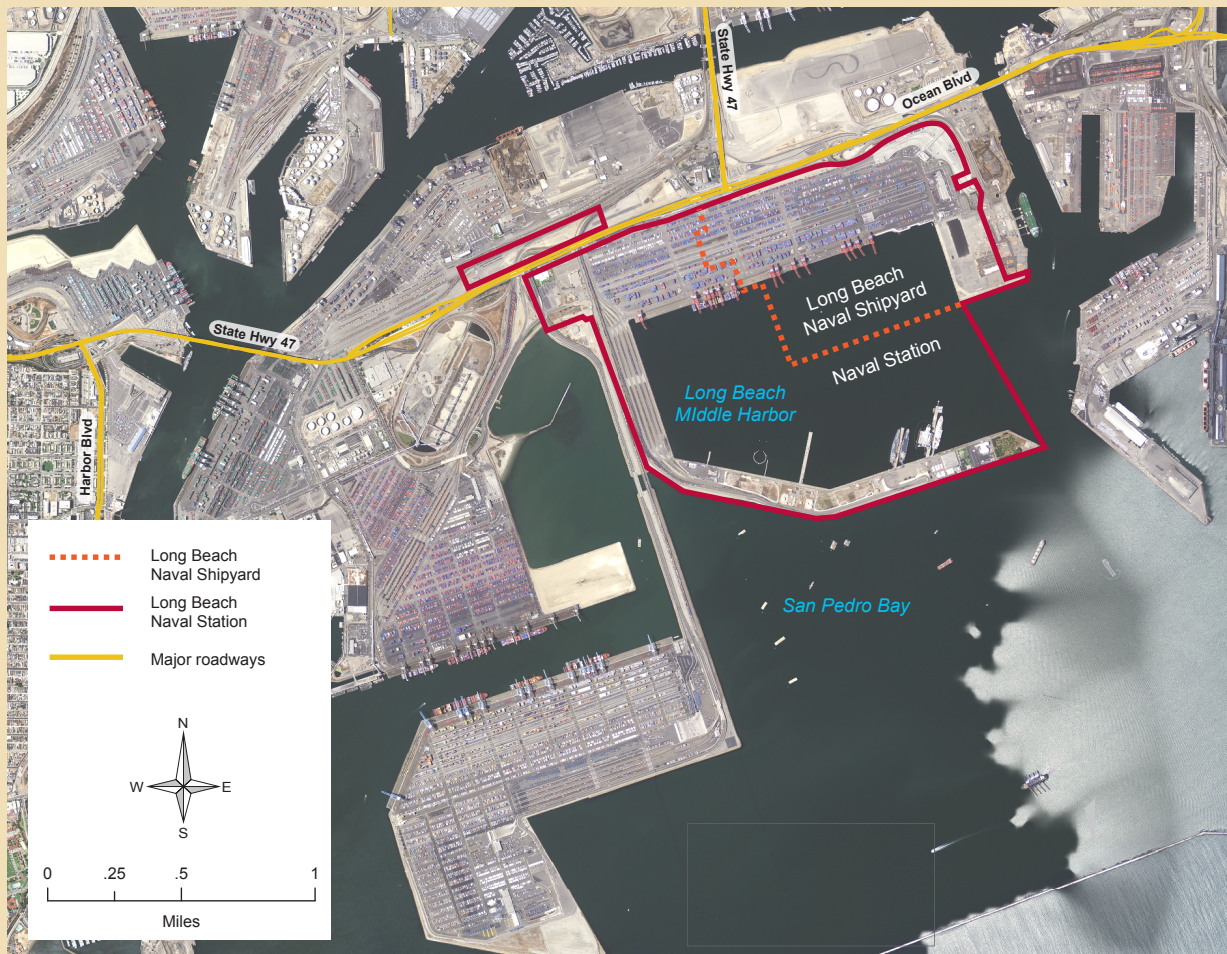 State Hwy 47
Ocean Blvd
Long Beach
Naval Shipyard
Naval Station
State Hwy 47
Long Beach
MIddle Harbor
Harbor Blvd
San Pedro Bay
Long Beach
Naval Shipyard
Long Beach
Naval Station
Major roadways
N
W E
S
0 .25 .5 1
Miles